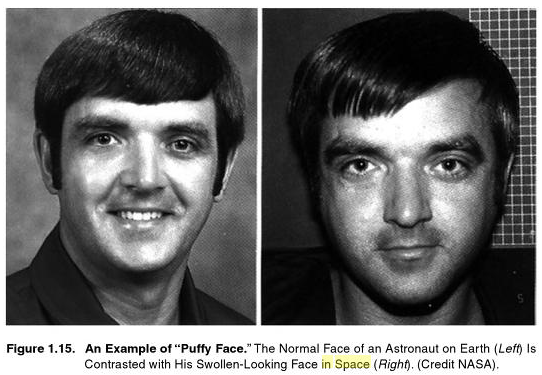 5
Figure 1.15. An Example of “Puffy Face.” The Normal Face of an Astronaut on Earth (Left) Is
Contrasted with His Swollen-Looking Face in Space (Right). (Credit NASA).